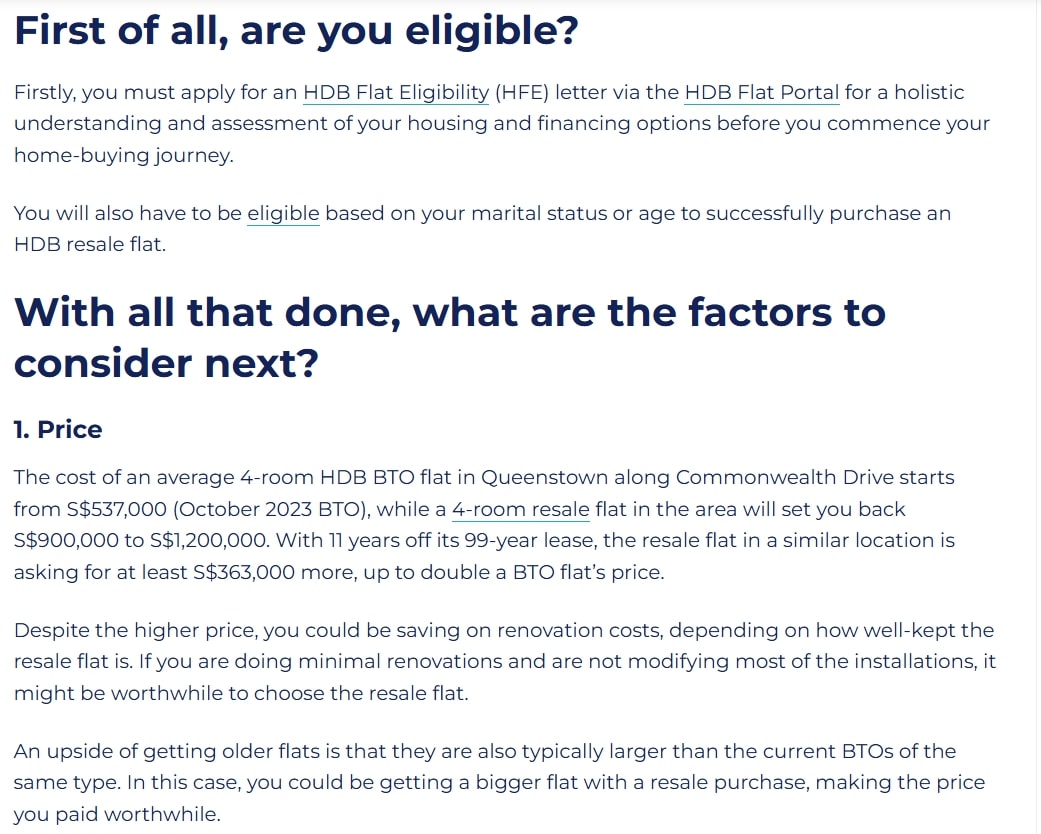 First of all, are you eligible?
Firstly, you must apply for an HDB Flat Eligibility (HFE) letter via the HDB Flat Portal for a holistic
understanding and assessment of your housing and financing options before you commence your
home-buying journey.
You will also have to be eligible based on your marital status or age to successfully purchase an
HDB resale flat.
With all that done, what are the factors to
consider next?
1. Price
The cost of an average 4-room HDB BTO flat in Queenstown along Commonwealth Drive starts
from S$537,000 (October 2023 BTO), while a 4-room resale flat in the area will set you back
S$900,000 to S$1,200,000. With 11 years off its 99-year lease, the resale flat in a similar location is
asking for at least S$363,000 more, up to double a BTO flat’s price.
Despite the higher price, you could be saving on renovation costs, depending on how well-kept the
resale flat is. If you are doing minimal renovations and are not modifying most of the installations, it
might be worthwhile to choose the resale flat.
An upside of getting older flats is that they are also typically larger than the current BTOs of the
same type. In this case, you could be getting a bigger flat with a resale purchase, making the price
you paid worthwhile.